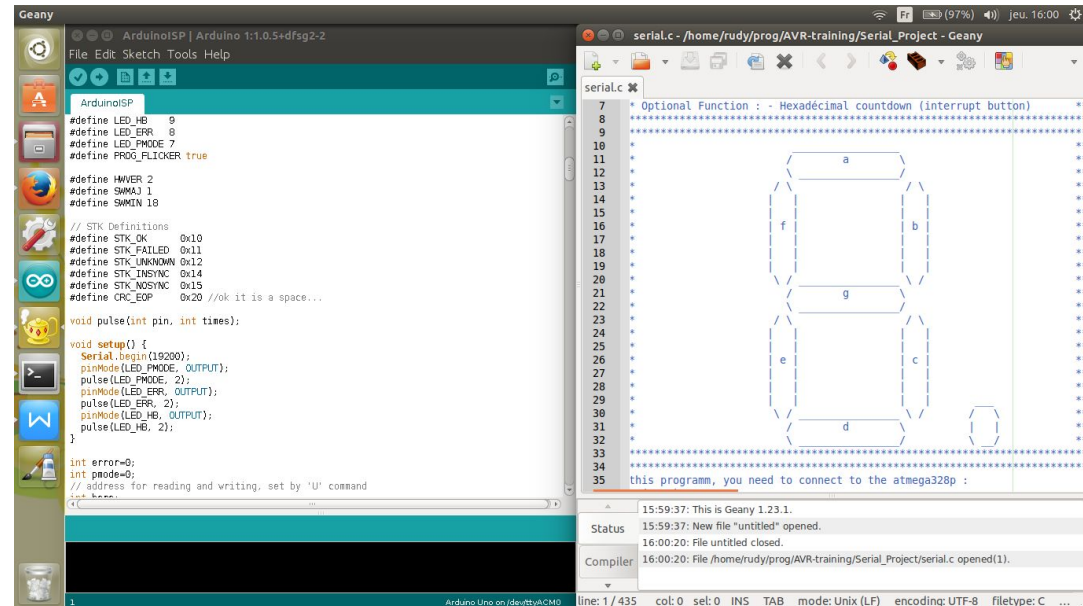 Geany
Fr (97%) jeu. 16:00
ArduinoISP | Arduino 1:1.0.5+dfsg2-2
File Edit Sketch Tools Help
ArduinoISP
#define LED_HB 9
#define LED_ERR 8
#define LED_PMODE 7
#define PROG_FLICKER true
#define HWVER 2
#define SWMAJ 1
#define SWMIN 18
// STK Definitions
#define STK_OK 0x10
#define STK_FAILED 0x11
#define STK_UNKNOWN 0x12
#define STK_INSYNC 0x14
#define STK_NOSYNC 0x15
#define CRC_EOP 0x20 //ok it is a space...
void pulse(int pin, int times);
void setup() {
Serial.begin(19200);
pinMode(LED_PMODE, OUTPUT);
pulse(LED_PMODE, 2);
pinMode(LED_ERR, OUTPUT);
pulse(LED_ERR, 2);
pinMode(LED_HB, OUTPUT);
pulse(LED_HB, 2);
}
int error=0;
int pmode=0;
// address for reading and writing, set by 'U' command
1
Arduino Uno on /dev/ttyACM0
serial.c - /home/rudy/prog/AVR-training/Serial_Project - Geany
serial.c
7 * Optional Function : - Hexadécimal countdown (interrupt button) *
8
9
10
11 a
12
13
14
15
16 f b
17
18
19
20
21 g
22
23
24
25
26 e c
27
28
29
30
31 d
32
33
34
35 this programm, you need to connect to the atmega328p :
Status
Compiler
15:59:37: This is Geany 1.23.1.
15:59:37: New file "untitled" opened.
16:00:20: File untitled closed.
16:00:20: File /home/rudy/prog/AVR-training/Serial_Project/serial.c opened(1).
line: 1 / 435 col: 0 sel: 0 INS TAB mode: Unix (LF) encoding: UTF-8 filetype: C ...